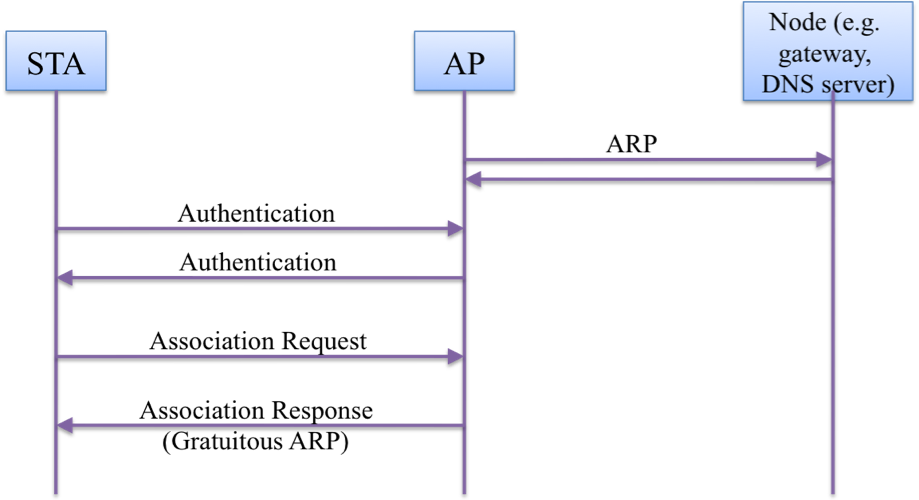 STA
AP
Node (e.g.
gateway,
DNS server)
ARP
Authentication
Authentication
Association Request
Association Response
(Gratuitous ARP)